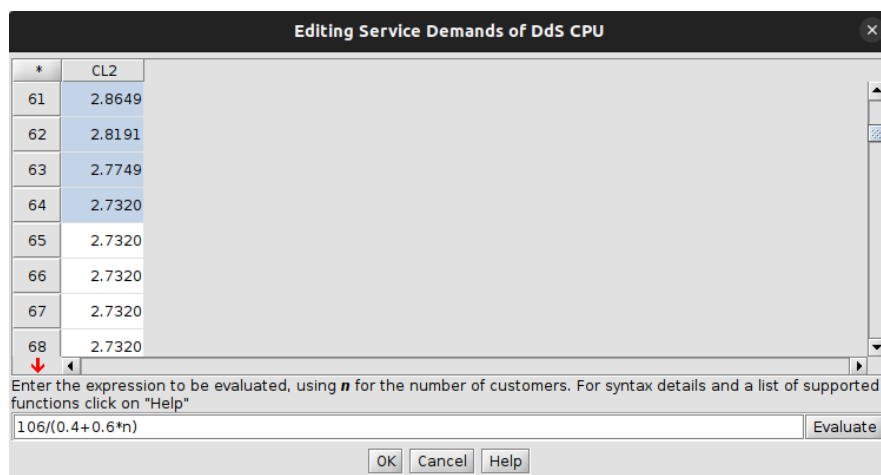 Editing Service Demands of DdS CPU
* CL2
61 2.8649
62 2.8191
63 2.7749
64 2.7320
65 2.7320
66 2.7320
67 2.7320
68 2.7320
Enter the expression to be evaluated, using n for the number of customers. For syntax details and a list of supported
functions click on "Help"
106/(0.4+0.6*n) Evaluate
OK Cancel Help